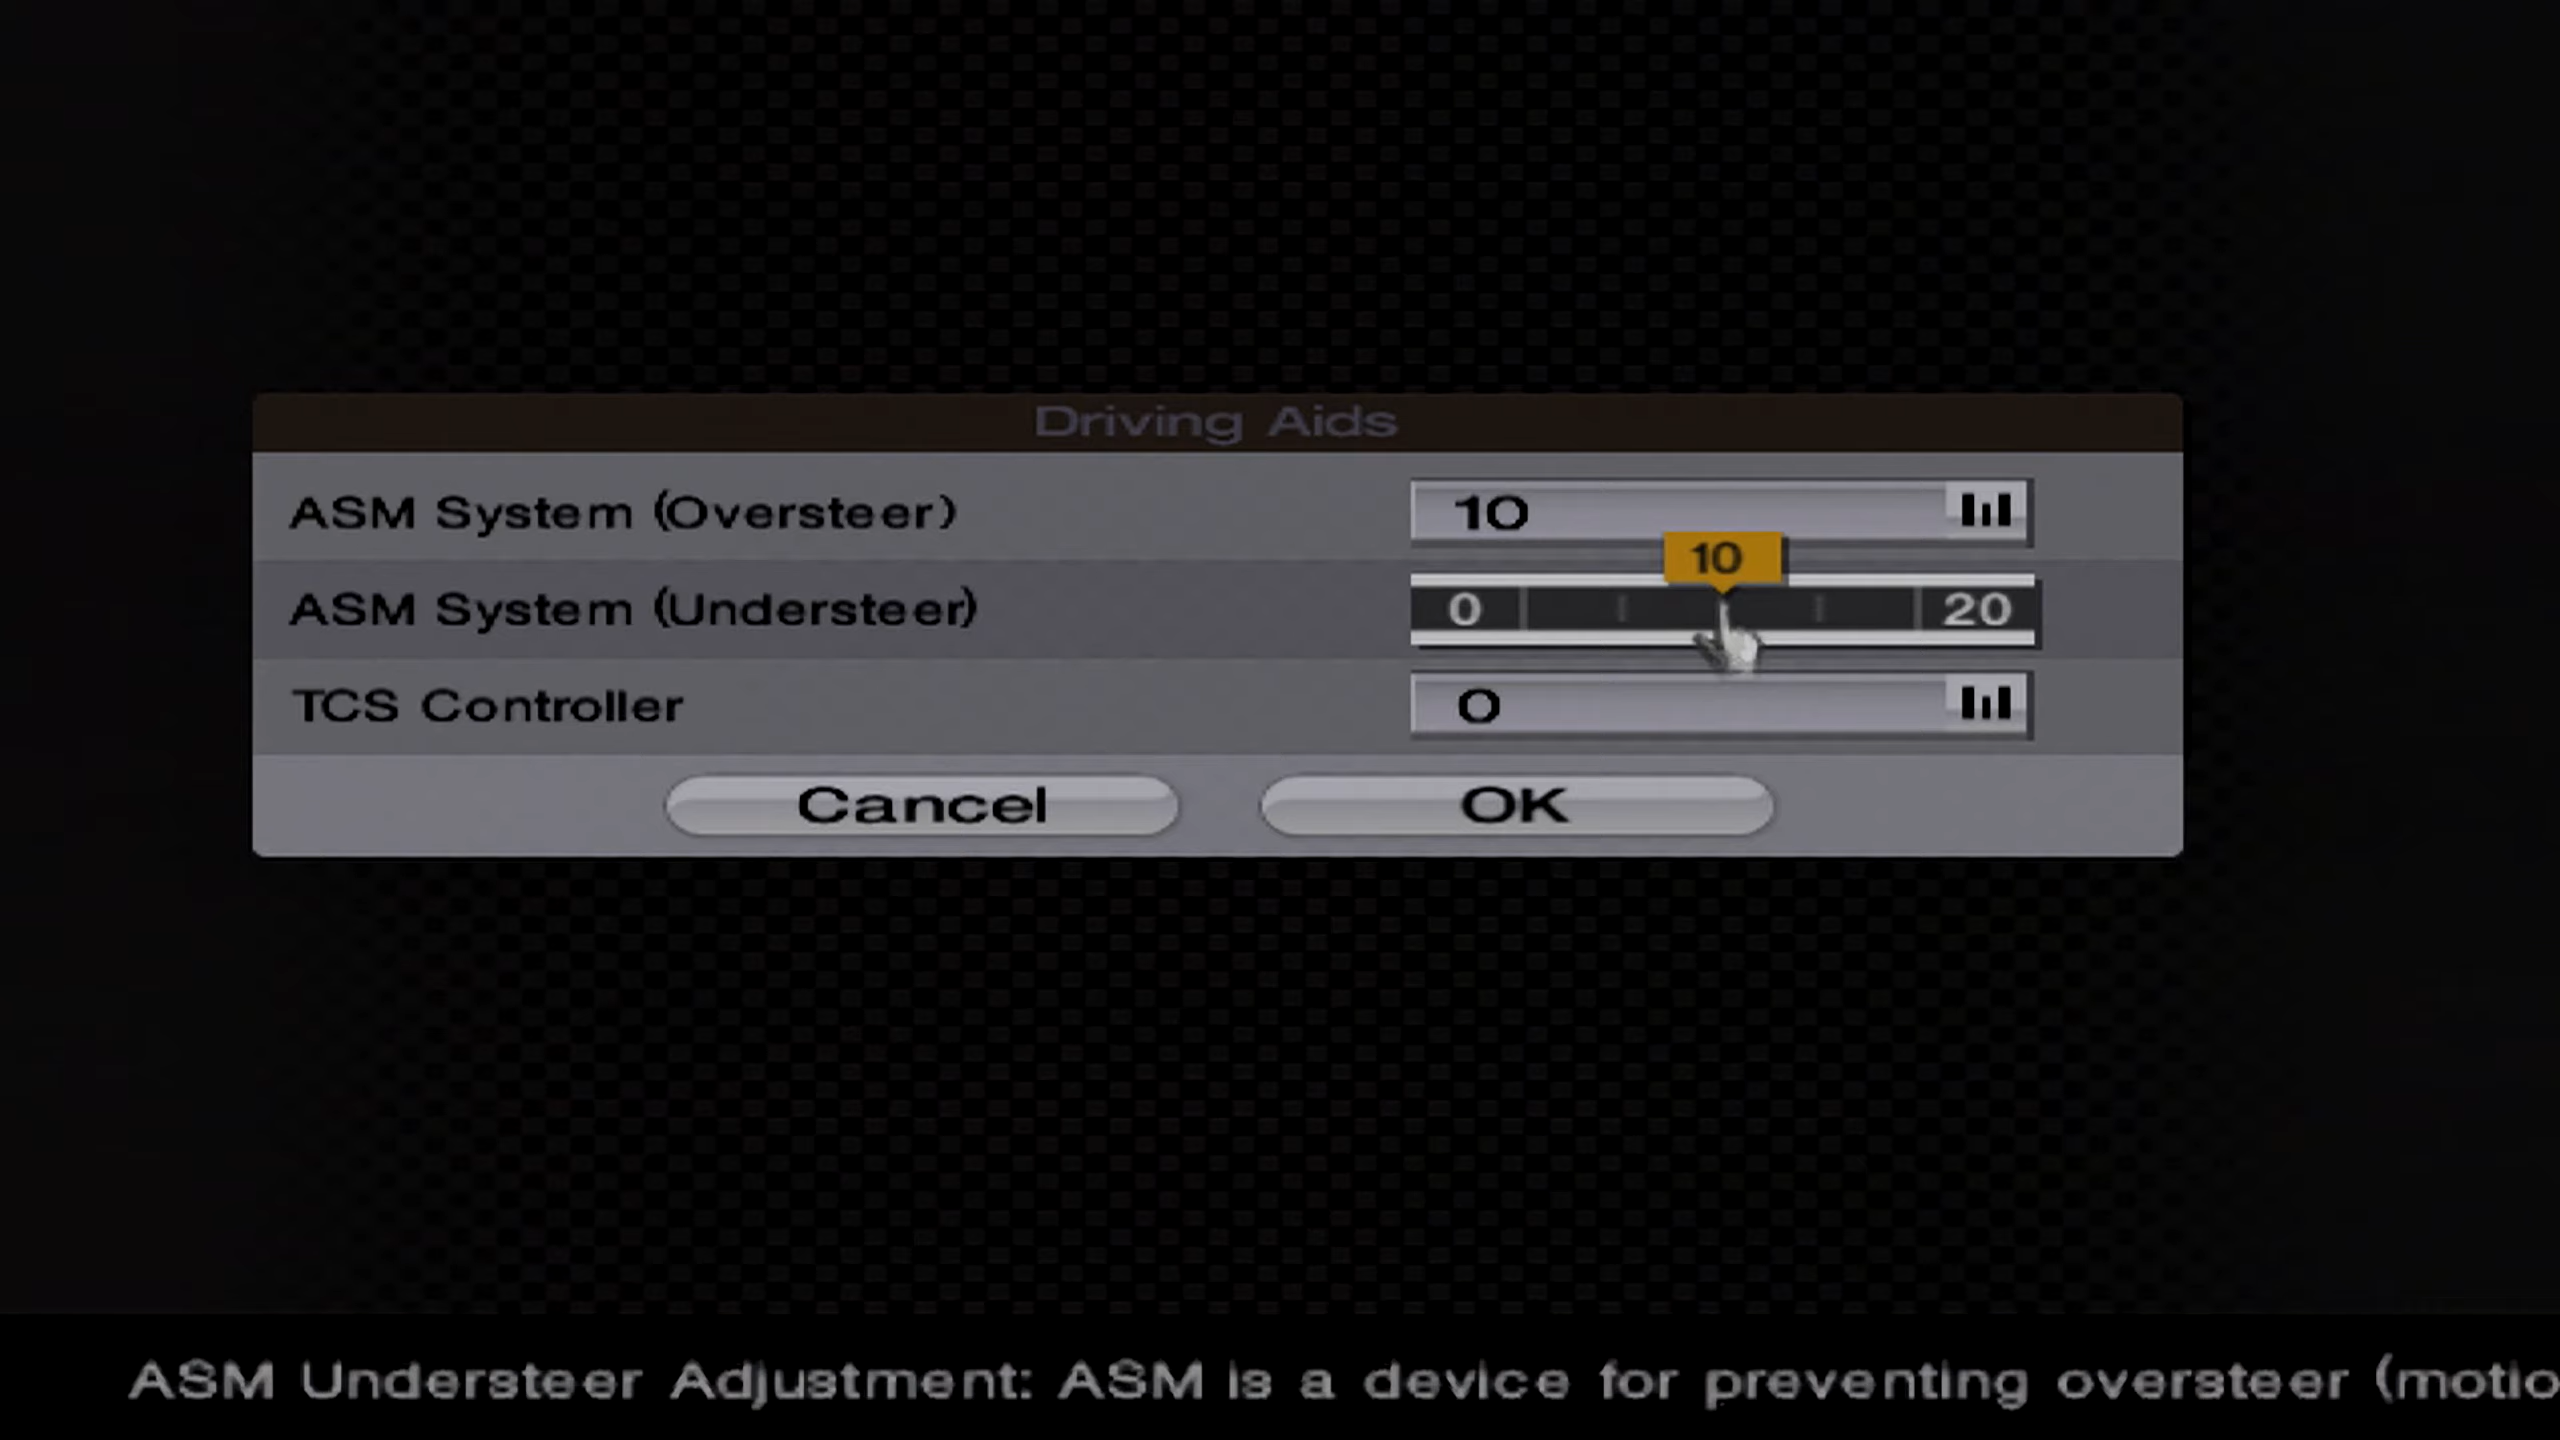 Driving Aids
ASM System (Oversteer) 10
10
ASM System (Understeer) 0 20
TCS Controller 0
Cancel OK
ASM Understeer Adjustment: ASM is a device for preventing oversteer (motio